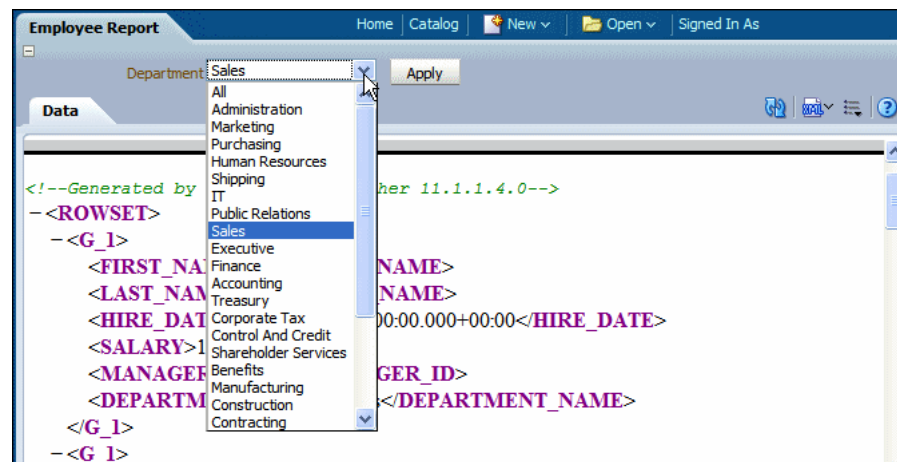 Employee Report Home Catalog New Open Signed In As
Department Sales Apply
All
Data
Administration
Marketing
Purchasing
Human Resources
Shipping
IT
Public Relations
Sales
Executive
Finance
Accounting
Treasury
Corporate Tax
Control And Credit
Shareholder Services
Benefits
Manufacturing
Construction
Contracting
XML
<!--Generated by her 11.1.1.4.0-->
−<ROWSET>
−<G_1>
<FIRST_NA NAME>
<LAST_NAM NAME>
<HIRE_DAT 00:00.000+00:00</HIRE_DATE>
<SALARY>1
<MANAGER GER_ID>
<DEPARTM </DEPARTMENT_NAME>
</G_1>
−<G_1>